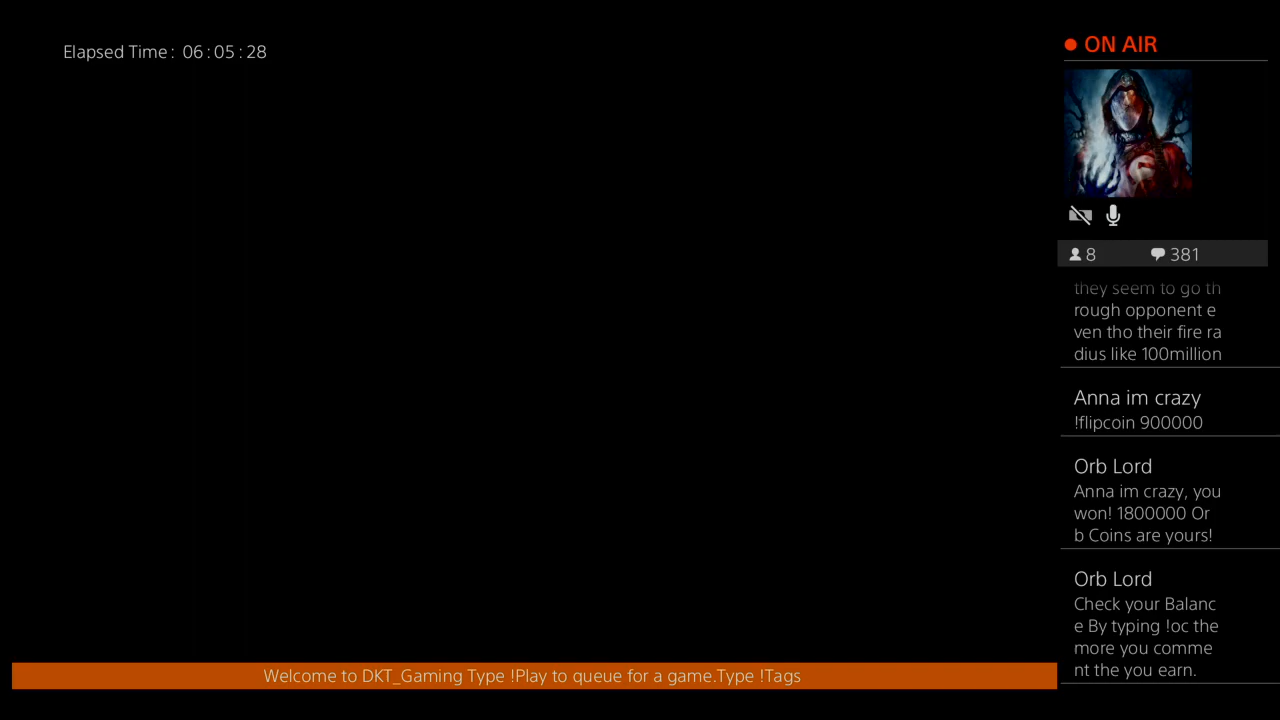 Elapsed Time: 06:05:28
ON AIR
8 381
they seem to go th
rough opponent e
ven tho their fire ra
dius like 100million
Anna im crazy
!flipcoin 900000
Orb Lord
Anna im crazy, you
won! 1800000 Or
b Coins are yours!
Orb Lord
Check your Balanc
e By typing !oc the
more you comme
nt the you earn.
Welcome to DKT_Gaming Type !Play to queue for a game.Type !Tags